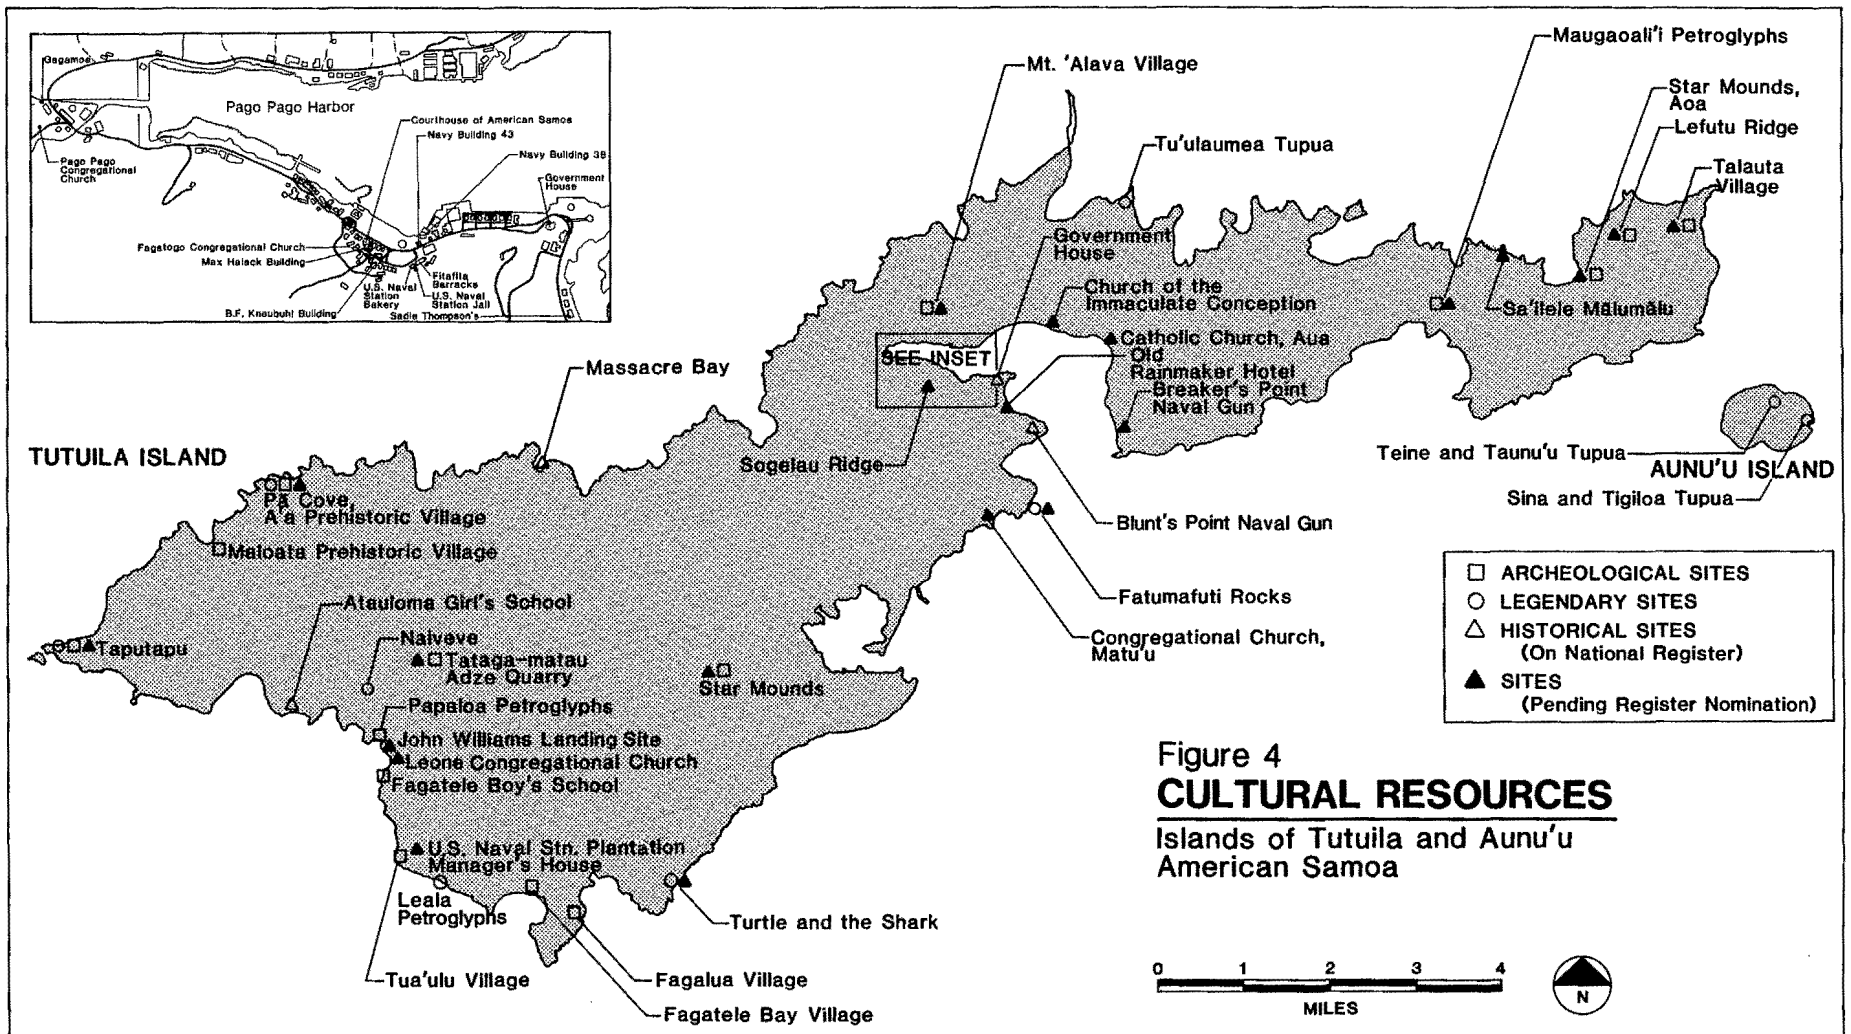 Gagamoe
Pago Pago Harbor
Courthouse of American Samoa
Navy Building 43
Navy Building 38
Government
House
Pago Pago
Congregational
Church
Fagatogo Congregational Church
Max Haleck Building
Fitafita
Barracks
U.S. Naval
Station
Bakery
U.S. Naval
Station Jail
B.F. Kneubuhl Building
Sadie Thompson's
Mt. 'Alava Village
Maugaoali'i Petroglyphs
Star Mounds,
Aoa
Lefutu Ridge
Tu'ulaumea Tupua
Talauta
Village
Government
House
Church of the
Immaculate Conception
Sa'ilele Mālumālu
Catholic Church, Aua
SEE INSET
Old
Rainmaker Hotel
Breaker's Point
Naval Gun
Massacre Bay
TUTUILA ISLAND
Sogelau Ridge
Teine and Taunu'u Tupua
AUNU'U ISLAND
Sina and Tigiloa Tupua
Pā Cove,
A'a Prehistoric Village
Blunt's Point Naval Gun
Maloata Prehistoric Village
Fatumafuti Rocks
Atauloma Girl's School
Congregational Church,
Matu'u
Naiveve
Taputapu
Tataga-matau
Adze Quarry
Star Mounds
Papaloa Petroglyphs
John Williams Landing Site
Leone Congregational Church
Fagatele Boy's School
U.S. Naval Stn. Plantation
Manager's House
Leala
Petroglyphs
Turtle and the Shark
Tua'ulu Village
Fagalua Village
Fagatele Bay Village
ARCHEOLOGICAL SITES
LEGENDARY SITES
HISTORICAL SITES
(On National Register)
SITES
(Pending Register Nomination)
Figure 4
CULTURAL RESOURCES
Islands of Tutuila and Aunu'u
American Samoa
0 1 2 3 4
MILES
N